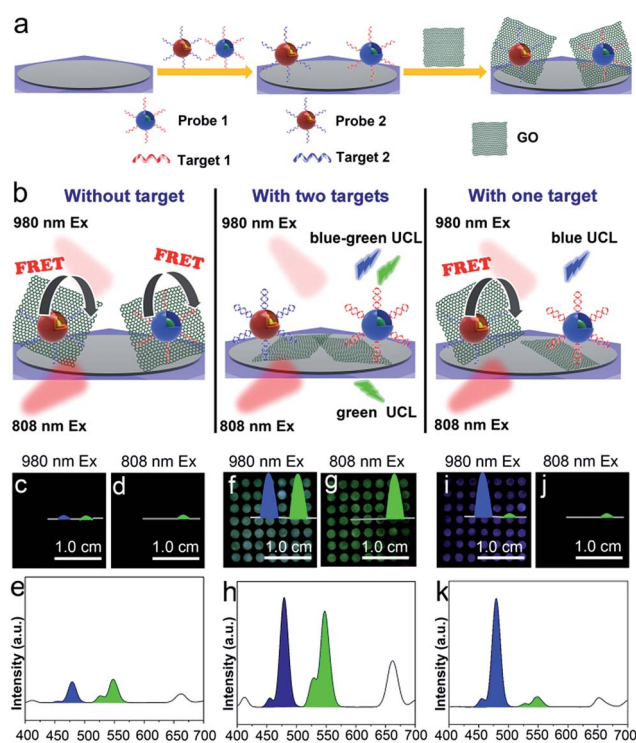 a
Probe 1
Probe 2
GO
Target 1
Target 2
b
Without target
With two targets
With one target
980 nm Ex
980 nm Ex
980 nm Ex
blue-green UCL
blue UCL
FRET
FRET
FRET
808 nm Ex
808 nm Ex
green UCL
808 nm Ex
980 nm Ex
808 nm Ex
980 nm Ex
808 nm Ex
980 nm Ex
808 nm Ex
c
d
f
g
i
j
1.0 cm
1.0 cm
1.0 cm
1.0 cm
1.0 cm
1.0 cm
e
h
k
Intensity (a.u.)
Intensity (a.u.)
Intensity (a.u.)
400 450 500 550 600 650 700
400 450 500 550 600 650 700
400 450 500 550 600 650 700